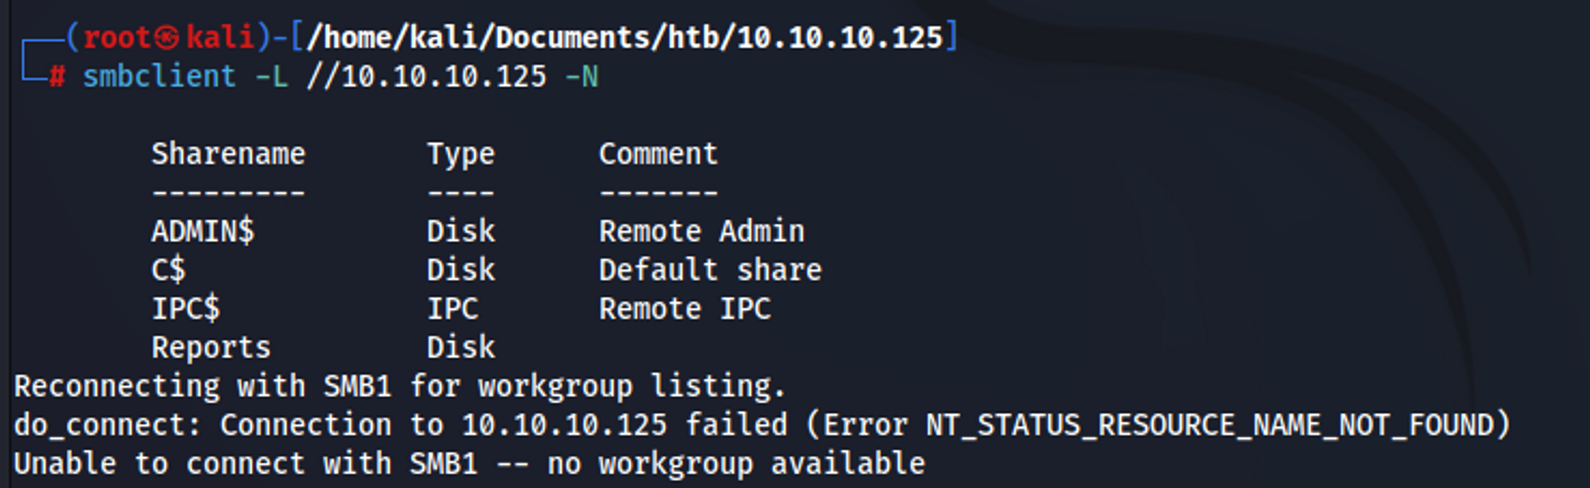 (root㉿kali)-[/home/kali/Documents/htb/10.10.10.125]
# smbclient -L //10.10.10.125 -N
Sharename Type Comment
--------- ---- -------
ADMIN$ Disk Remote Admin
C$ Disk Default share
IPC$ IPC Remote IPC
Reports Disk
Reconnecting with SMB1 for workgroup listing.
do_connect: Connection to 10.10.10.125 failed (Error NT_STATUS_RESOURCE_NAME_NOT_FOUND)
Unable to connect with SMB1 -- no workgroup available